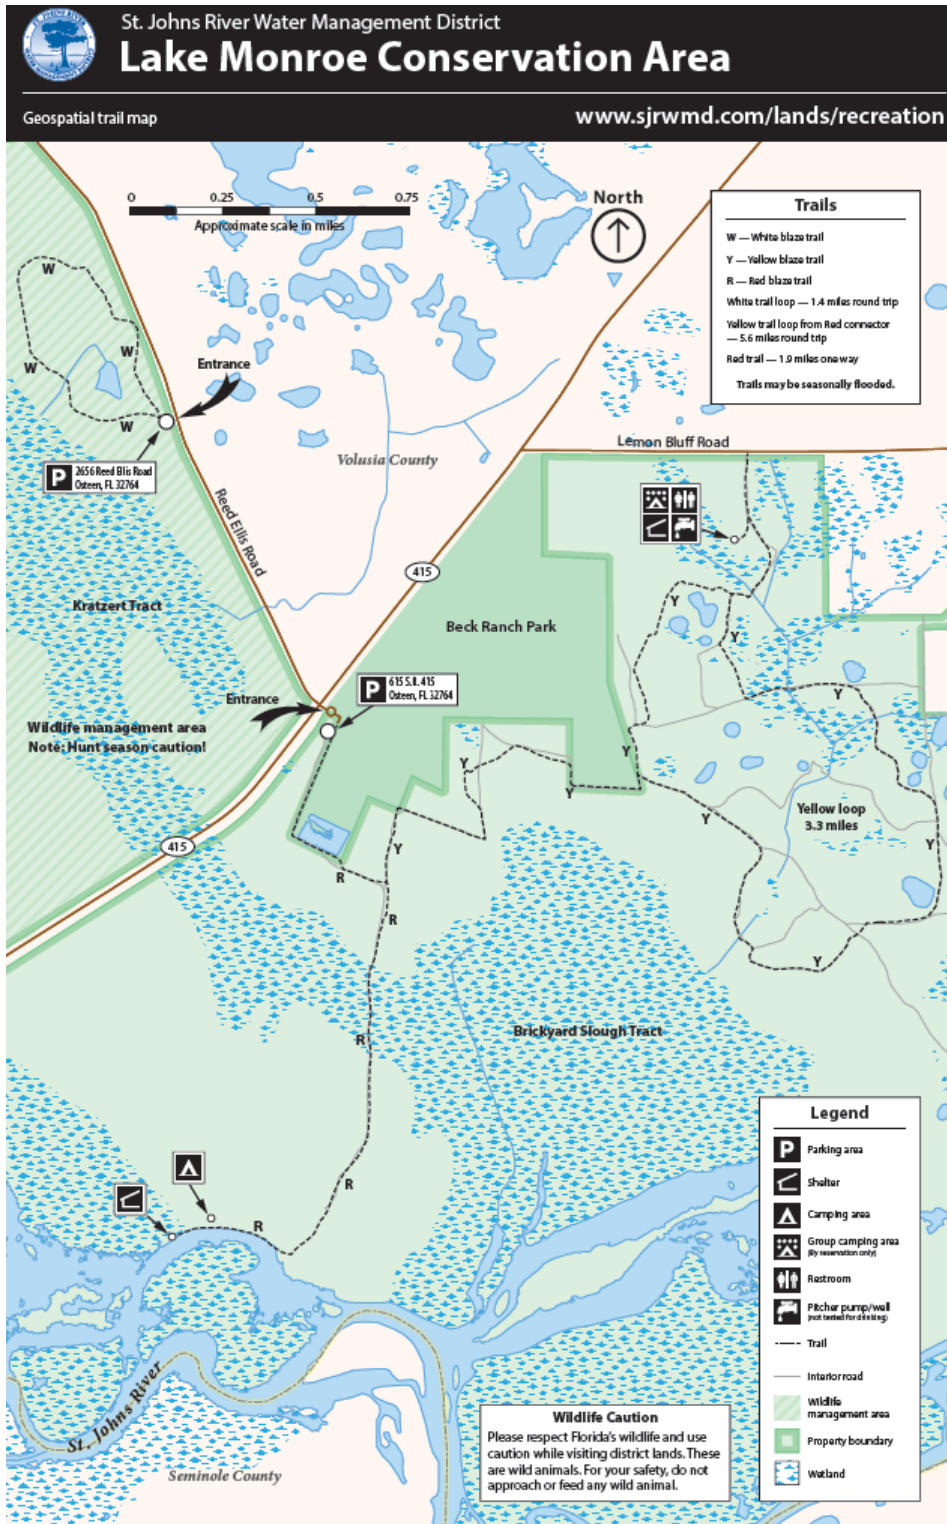 St. Johns River Water Management District
Lake Monroe Conservation Area
Geospatial trail map
www.sjrwmd.com/lands/recreation
0 0.25 0.5 0.75
Approximate scale in miles
North
Trails
W — White blaze trail
Y — Yellow blaze trail
R — Red blaze trail
White trail loop — 1.4 miles round trip
Yellow trail loop from Red connector
— 5.6 miles round trip
Red trail — 1.9 miles one way
Trails may be seasonally flooded.
W
W
W
W
Entrance
P
2656 Reed Ellis Road
Osteen, FL 32764
Volusia County
Lemon Bluff Road
Reed Ellis Road
415
Kratzert Tract
Beck Ranch Park
Y
Y
Entrance
P
615 S.R. 415
Osteen, FL 32764
Wildlife management area
Note: Hunt season caution!
Y
Y
Y
Y
Y
Yellow loop
3.3 miles
415
Y
Y
R
R
Y
Brickyard Slough Tract
R
R
R
St. Johns River
Seminole County
Wildlife Caution
Please respect Florida's wildlife and use
caution while visiting district lands. These
are wild animals. For your safety, do not
approach or feed any wild animal.
Legend
P Parking area
Shelter
Camping area
Group camping area
(By reservation only)
Restroom
Pitcher pump/well
(not tested for drinking)
Trail
Interior road
Wildlife
management area
Property boundary
Wetland